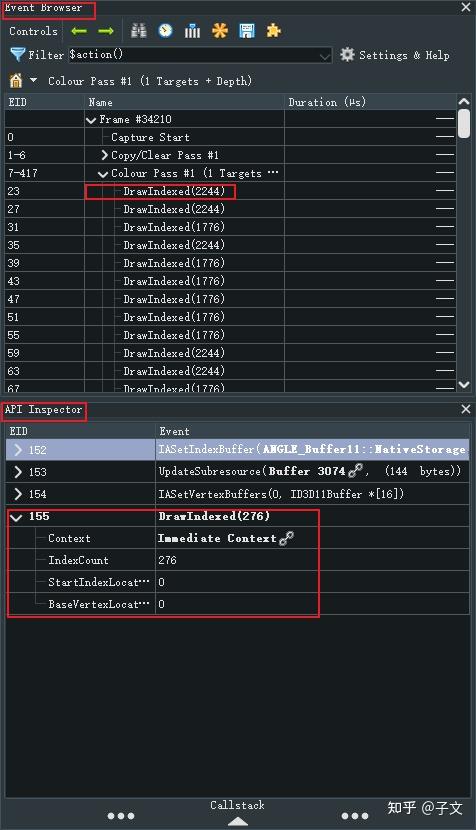 Event Browser
Controls
Filter $action() Settings & Help
Colour Pass #1 (1 Targets + Depth)
EID Name Duration (μs)
Frame #34210
0 Capture Start
1-6 Copy/Clear Pass #1
7-417 Colour Pass #1 (1 Targets ···
23 DrawIndexed(2244)
27 DrawIndexed(2244)
31 DrawIndexed(1776)
35 DrawIndexed(2244)
39 DrawIndexed(1776)
43 DrawIndexed(1776)
47 DrawIndexed(1776)
51 DrawIndexed(1776)
55 DrawIndexed(1776)
59 DrawIndexed(2244)
63 DrawIndexed(2244)
67 DrawIndexed(1776)
API Inspector
EID Event
152 IASetIndexBuffer(ANGLE_Buffer11::NativeStorage
153 UpdateSubresource(Buffer 3074, (144 bytes))
154 IASetVertexBuffers(0, ID3D11Buffer *[16])
155 DrawIndexed(276)
Context Immediate Context
IndexCount 276
StartIndexLocat··· 0
BaseVertexLocat··· 0
Callstack
知乎 @子文